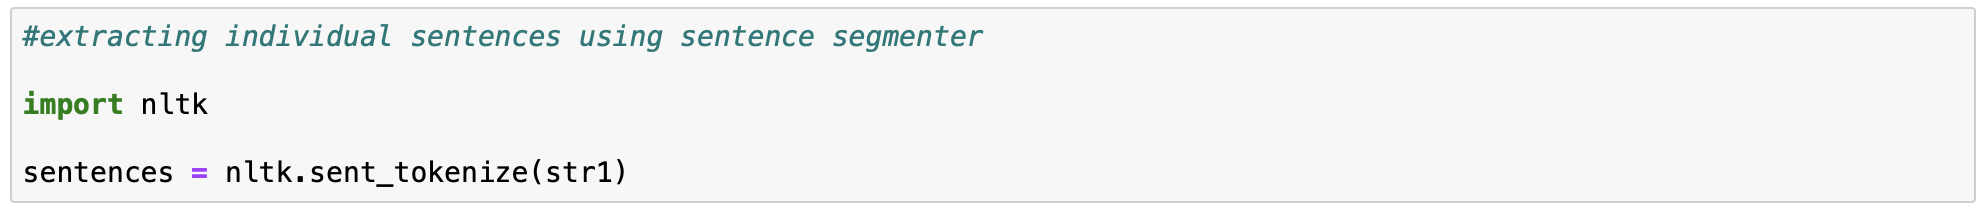 #extracting individual sentences using sentence segmenter
import nltk
sentences = nltk.sent_tokenize(str1)